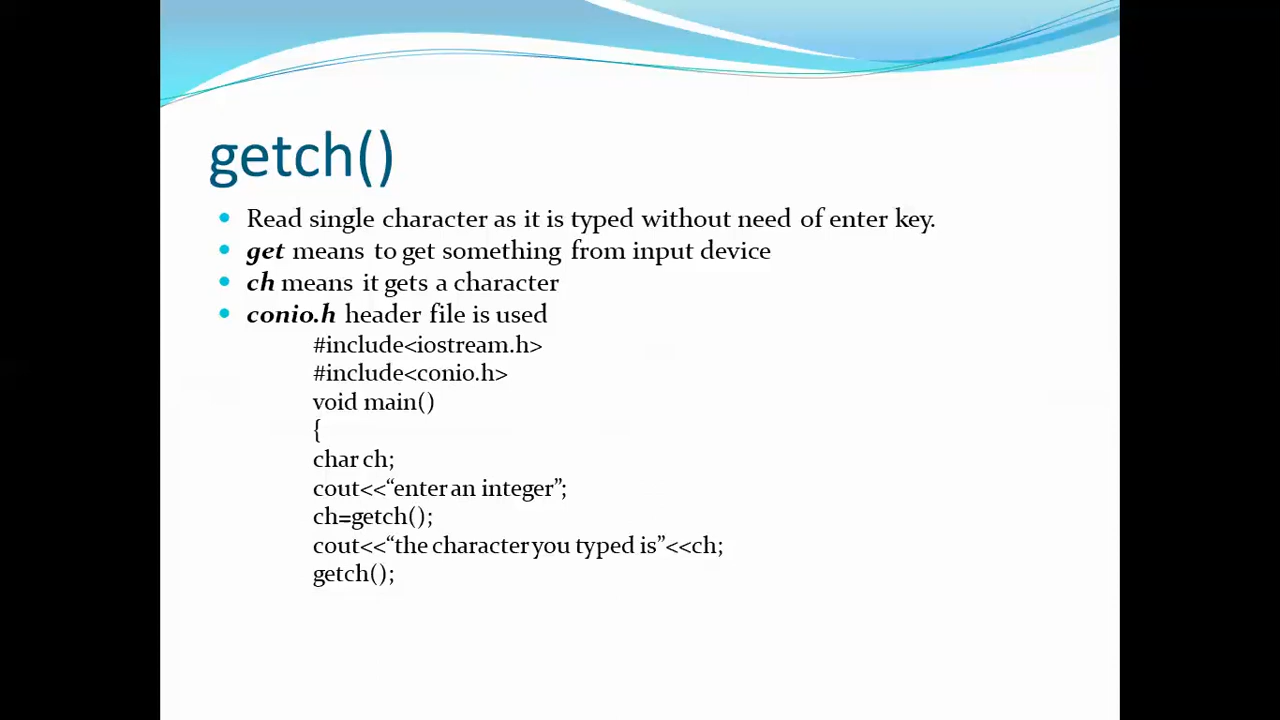 getch()
Read single character as it is typed without need of enter key.
get means to get something from input device
ch means it gets a character
conio.h header file is used
#include<iostream.h>
#include<conio.h>
void main()
{
char ch;
cout<<“enter an integer”;
ch=getch();
cout<<“the character you typed is”<<ch;
getch();